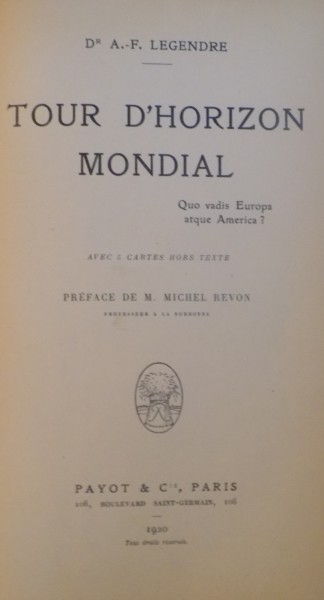 Dr A.-F. LEGENDRE
TOUR D'HORIZON
MONDIAL
Quo vadis Europa
atque America ?
AVEC 5 CARTES HORS TEXTE
PRÉFACE DE M. MICHEL REVON
PROFESSEUR A LA SORBONNE
PAYOT & Cie, PARIS
106, BOULEVARD SAINT-GERMAIN, 106
1920
Tous droits réservés.